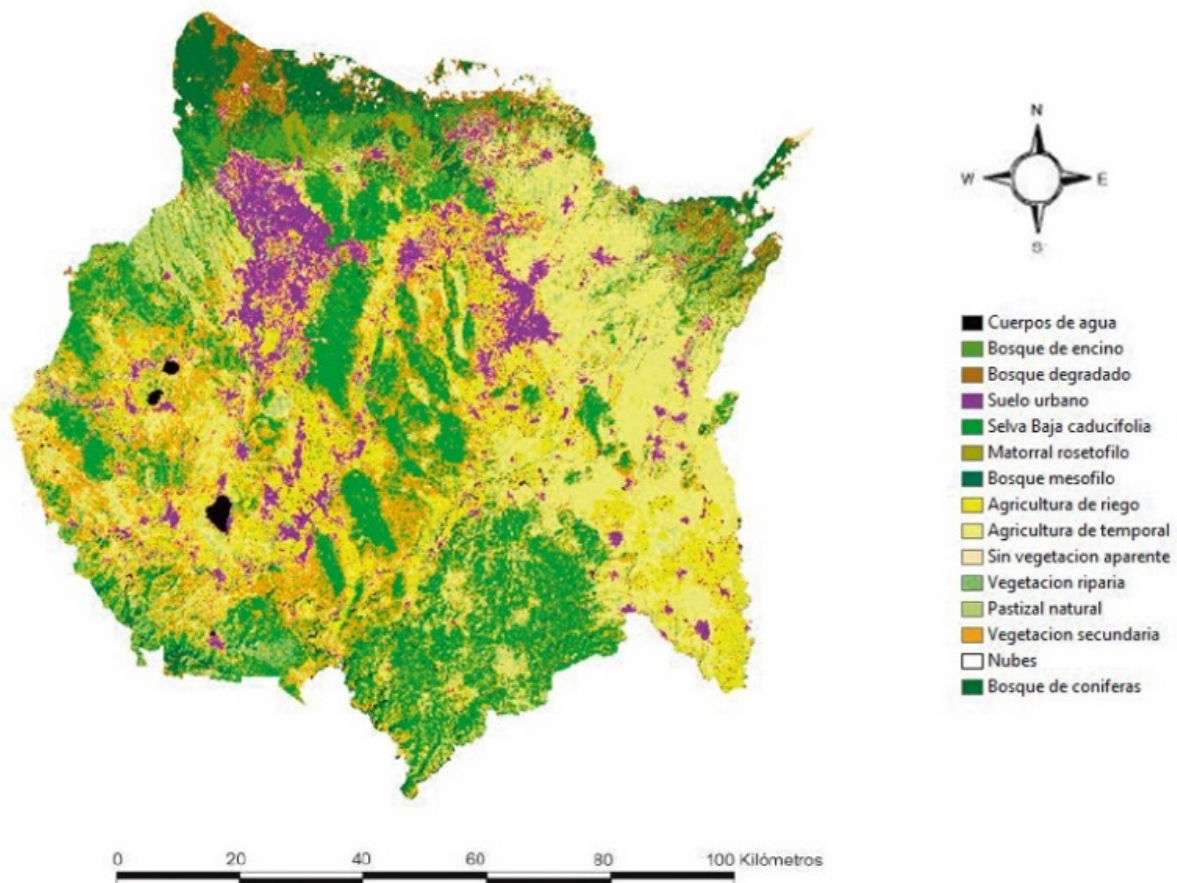 N
W E
S
Cuerpos de agua
Bosque de encino
Bosque degradado
Suelo urbano
Selva Baja caducifolia
Matorral rosetofilo
Bosque mesofilo
Agricultura de riego
Agricultura de temporal
Sin vegetacion aparente
Vegetacion riparia
Pastizal natural
Vegetacion secundaria
Nubes
Bosque de coniferas
0 20 40 60 80 100 Kilómetros